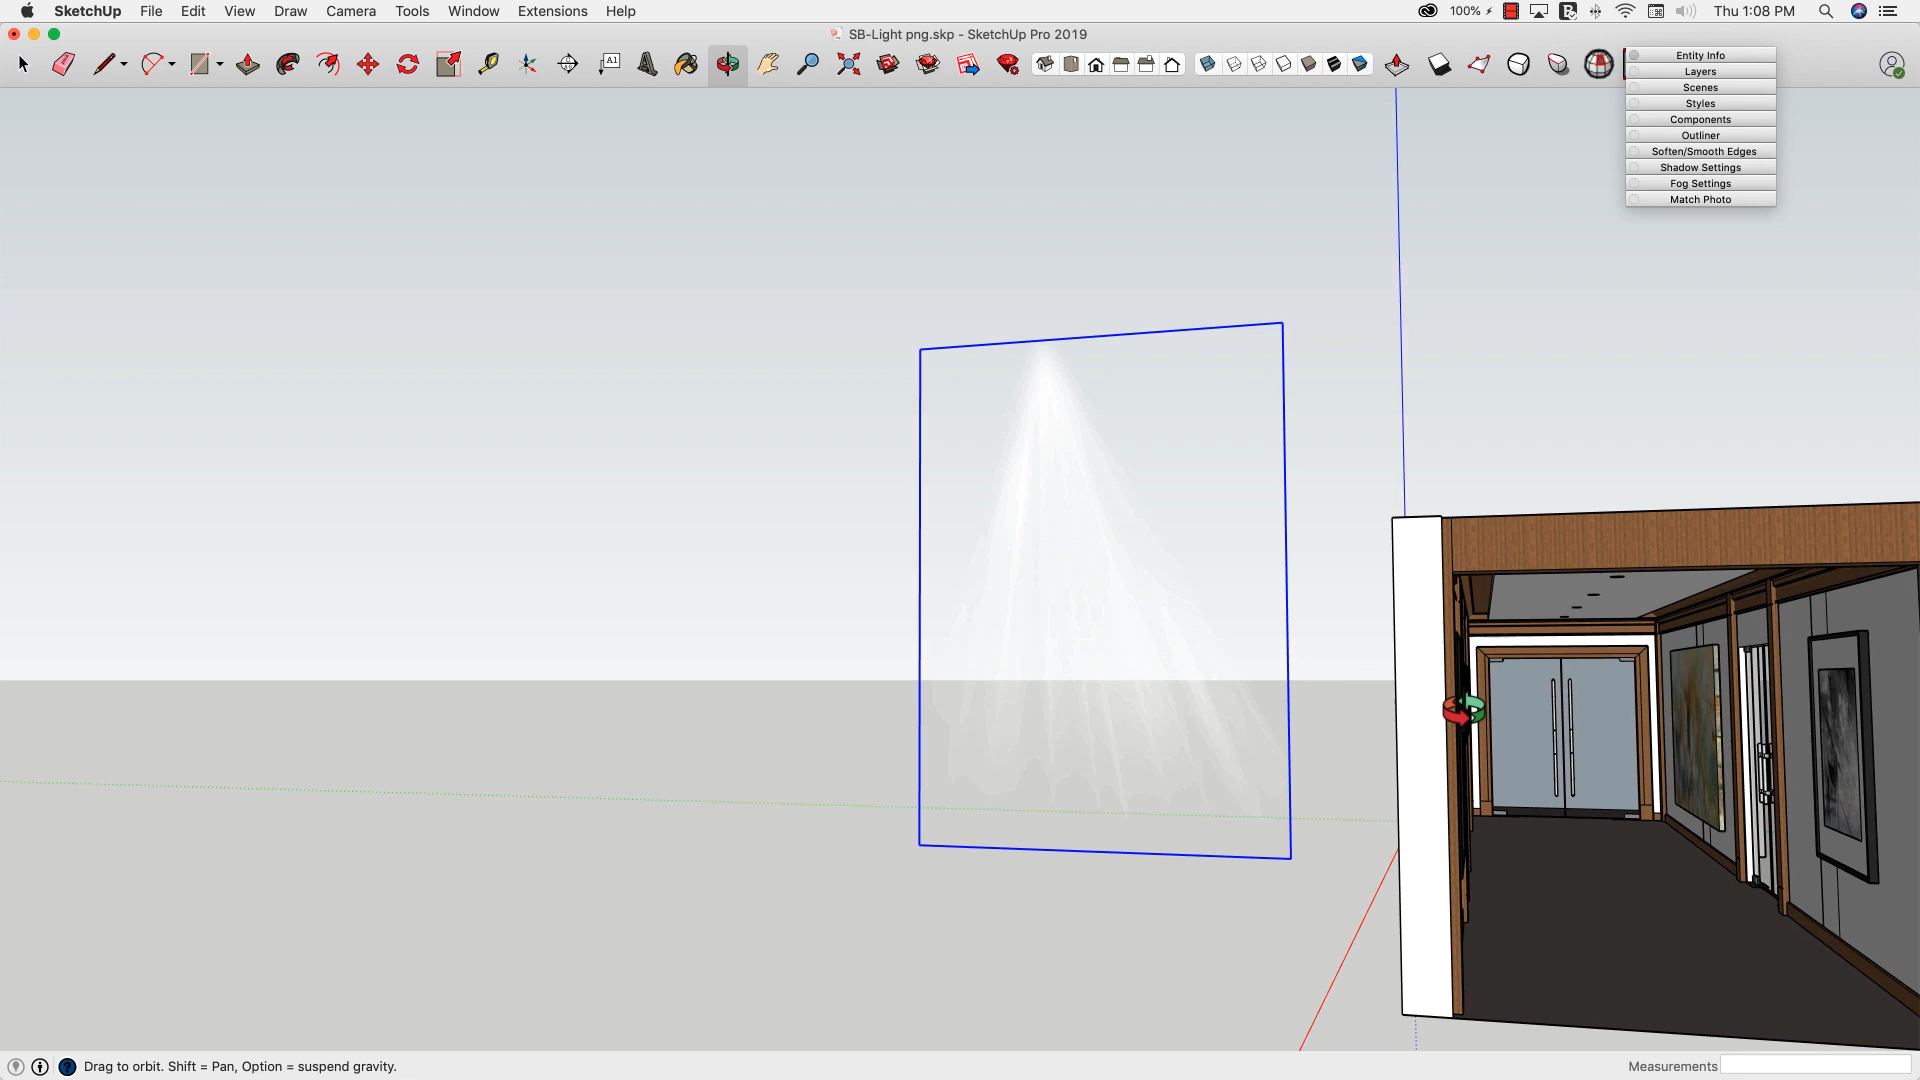 SketchUp File Edit View Draw Camera Tools Window Extensions Help 100% Thu 1:08 PM
SB-Light png.skp - SketchUp Pro 2019
A1
Entity Info
Layers
Scenes
Styles
Components
Outliner
Soften/Smooth Edges
Shadow Settings
Fog Settings
Match Photo
Drag to orbit. Shift = Pan, Option = suspend gravity.
Measurements